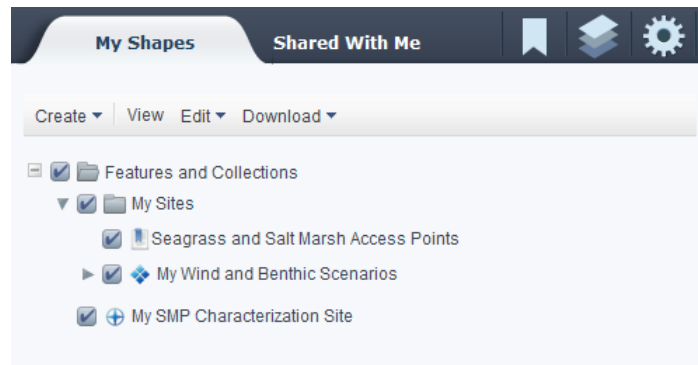 My Shapes Shared With Me
Create View Edit Download
Features and Collections
My Sites
Seagrass and Salt Marsh Access Points
My Wind and Benthic Scenarios
My SMP Characterization Site